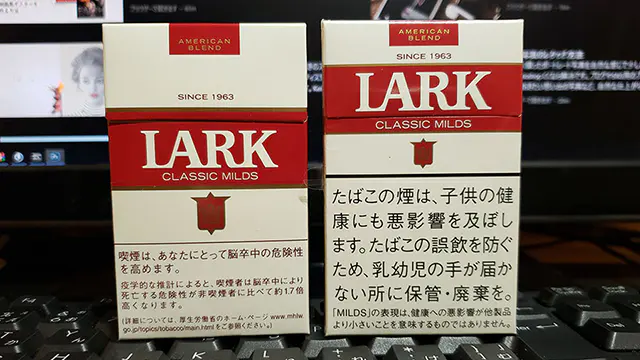 AMERICAN
BLEND
SINCE 1963
LARK
CLASSIC MILDS
喫煙は、あなたにとって脳卒中の危険性
を高めます。
疫学的な推計によると、喫煙者は脳卒中により
死亡する危険性が非喫煙者に比べて約1.7倍
高くなります。
(詳細については、厚生労働省のホームページ www.mhlw.
go.jp/topics/tobacco/main.html をご参照ください。)
AMERICAN
BLEND
SINCE 1963
LARK
CLASSIC MILDS
たばこの煙は、子供の健
康にも悪影響を及ぼし
ます。たばこの誤飲を防ぐ
ため、乳幼児の手が届か
ない所に保管・廃棄を。
「MILDS」の表現は、健康への悪影響が他製品
より小さいことを意味するものではありません。